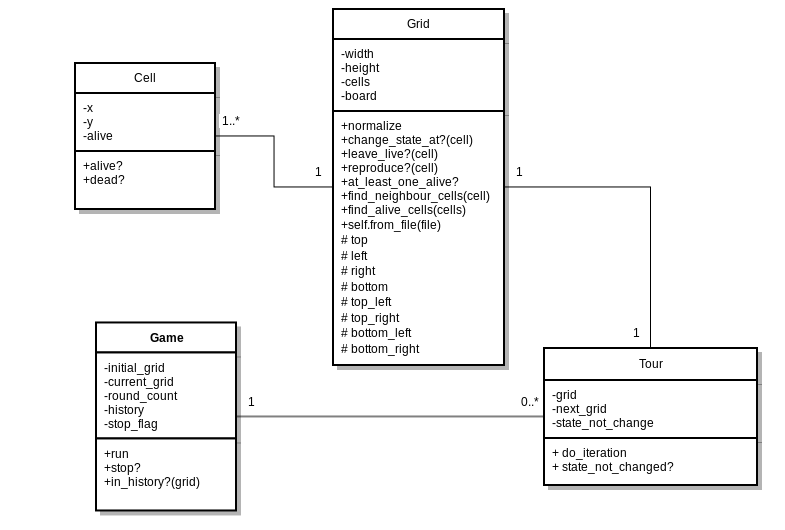 Grid
-width
-height
-cells
-board
+normalize
+change_state_at?(cell)
+leave_live?(cell)
+reproduce?(cell)
+at_least_one_alive?
+find_neighbour_cells(cell)
+find_alive_cells(cells)
+self.from_file(file)
# top
# left
# right
# bottom
# top_left
# top_right
# bottom_left
# bottom_right
Cell
-x
-y
-alive
+alive?
+dead?
1..*
1
1
1
Game
-initial_grid
-current_grid
-round_count
-history
-stop_flag
+run
+stop?
+in_history?(grid)
1
0..*
Tour
-grid
-next_grid
-state_not_change
+ do_iteration
+ state_not_changed?